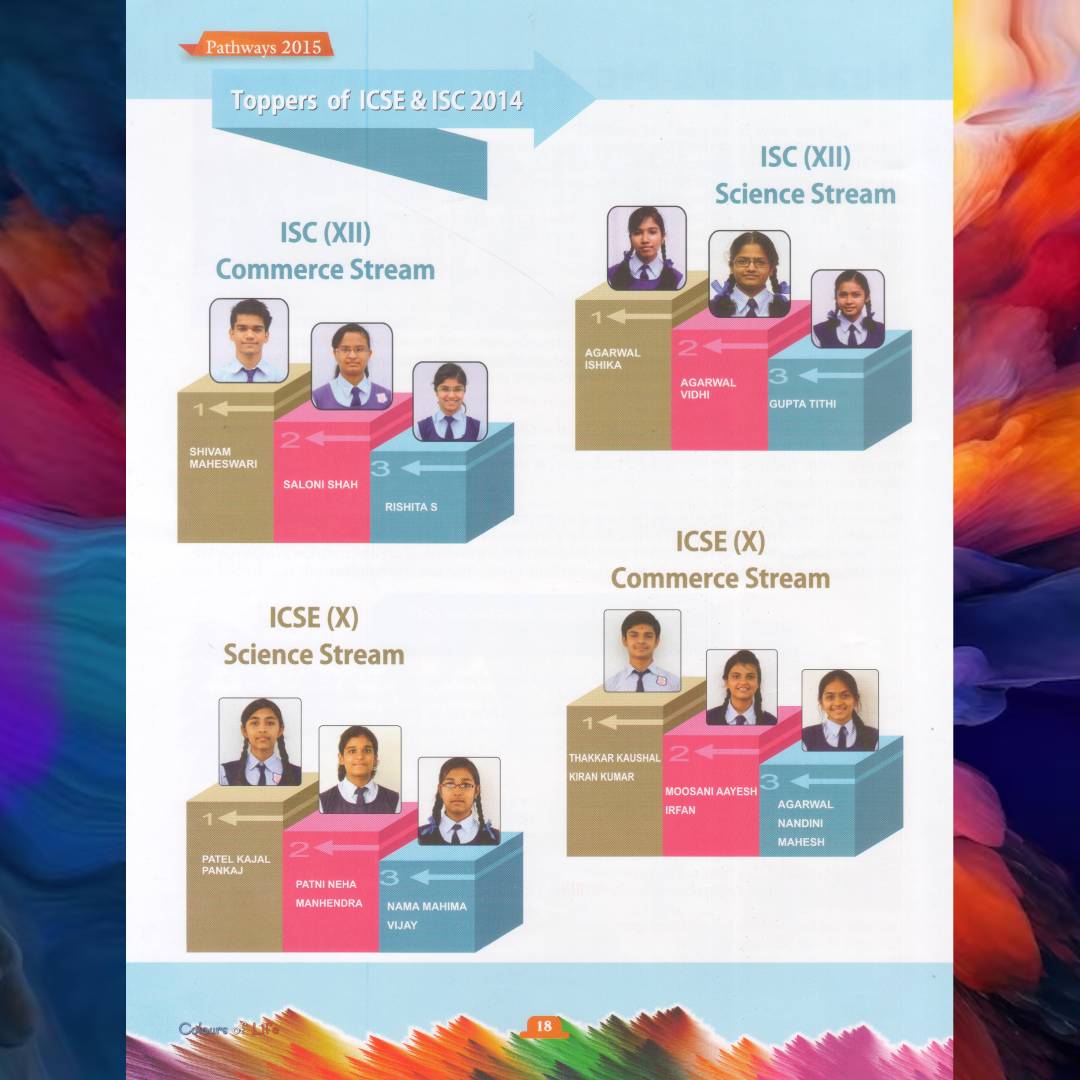 Pathways 2015
Toppers of ICSE & ISC 2014
ISC (XII)
Commerce Stream
1
SHIVAM
MAHESWARI
2
SALONI SHAH
3
RISHITA S
ISC (XII)
Science Stream
1
AGARWAL
ISHIKA
2
AGARWAL
VIDHI
3
GUPTA TITHI
ICSE (X)
Science Stream
1
PATEL KAJAL
PANKAJ
2
PATNI NEHA
MANHENDRA
3
NAMA MAHIMA
VIJAY
ICSE (X)
Commerce Stream
1
THAKKAR KAUSHAL
KIRAN KUMAR
2
MOOSANI AAYESH
IRFAN
3
AGARWAL
NANDINI
MAHESH
Colours of Life
18